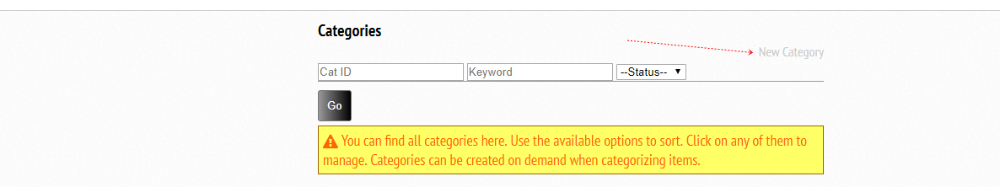 Categories
New Category
Cat ID Keyword --Status--
Go
You can find all categories here. Use the available options to sort. Click on any of them to
manage. Categories can be created on demand when categorizing items.